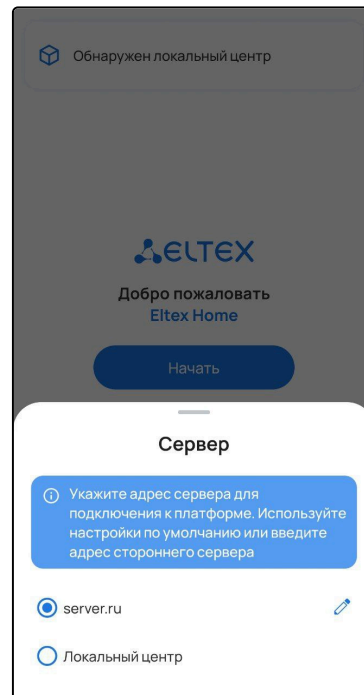 Обнаружен локальный центр
ELTEX
Добро пожаловать
Eltex Home
Начать
Сервер
Укажите адрес сервера для
подключения к платформе. Используйте
настройки по умолчанию или введите
адрес стороннего сервера
server.ru
Локальный центр